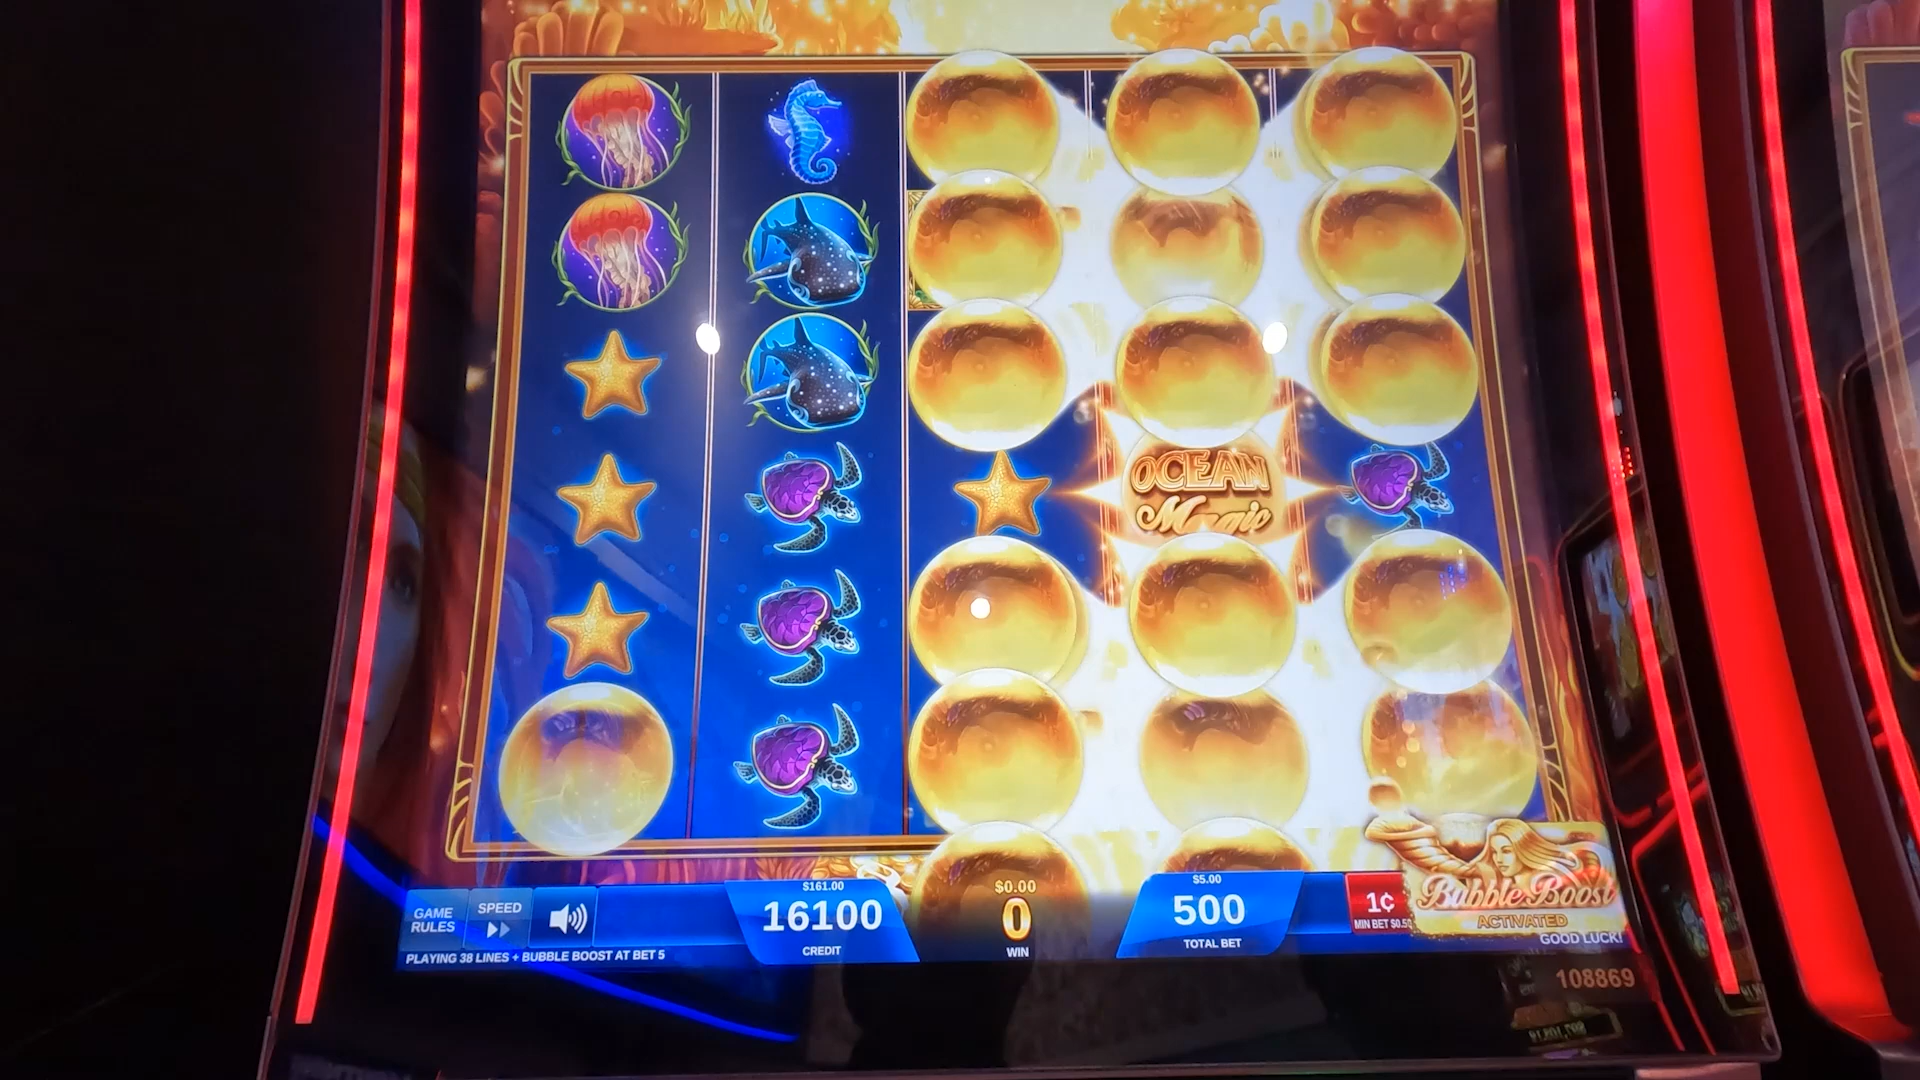 OCEAN
Magic
GAME
RULES
SPEED
$161.00
16100
CREDIT
$0.00
0
WIN
$5.00
500
TOTAL BET
1¢
MIN BET $0.50
Bubble Boost
ACTIVATED
GOOD LUCK!
PLAYING 38 LINES + BUBBLE BOOST AT BET 5
108869